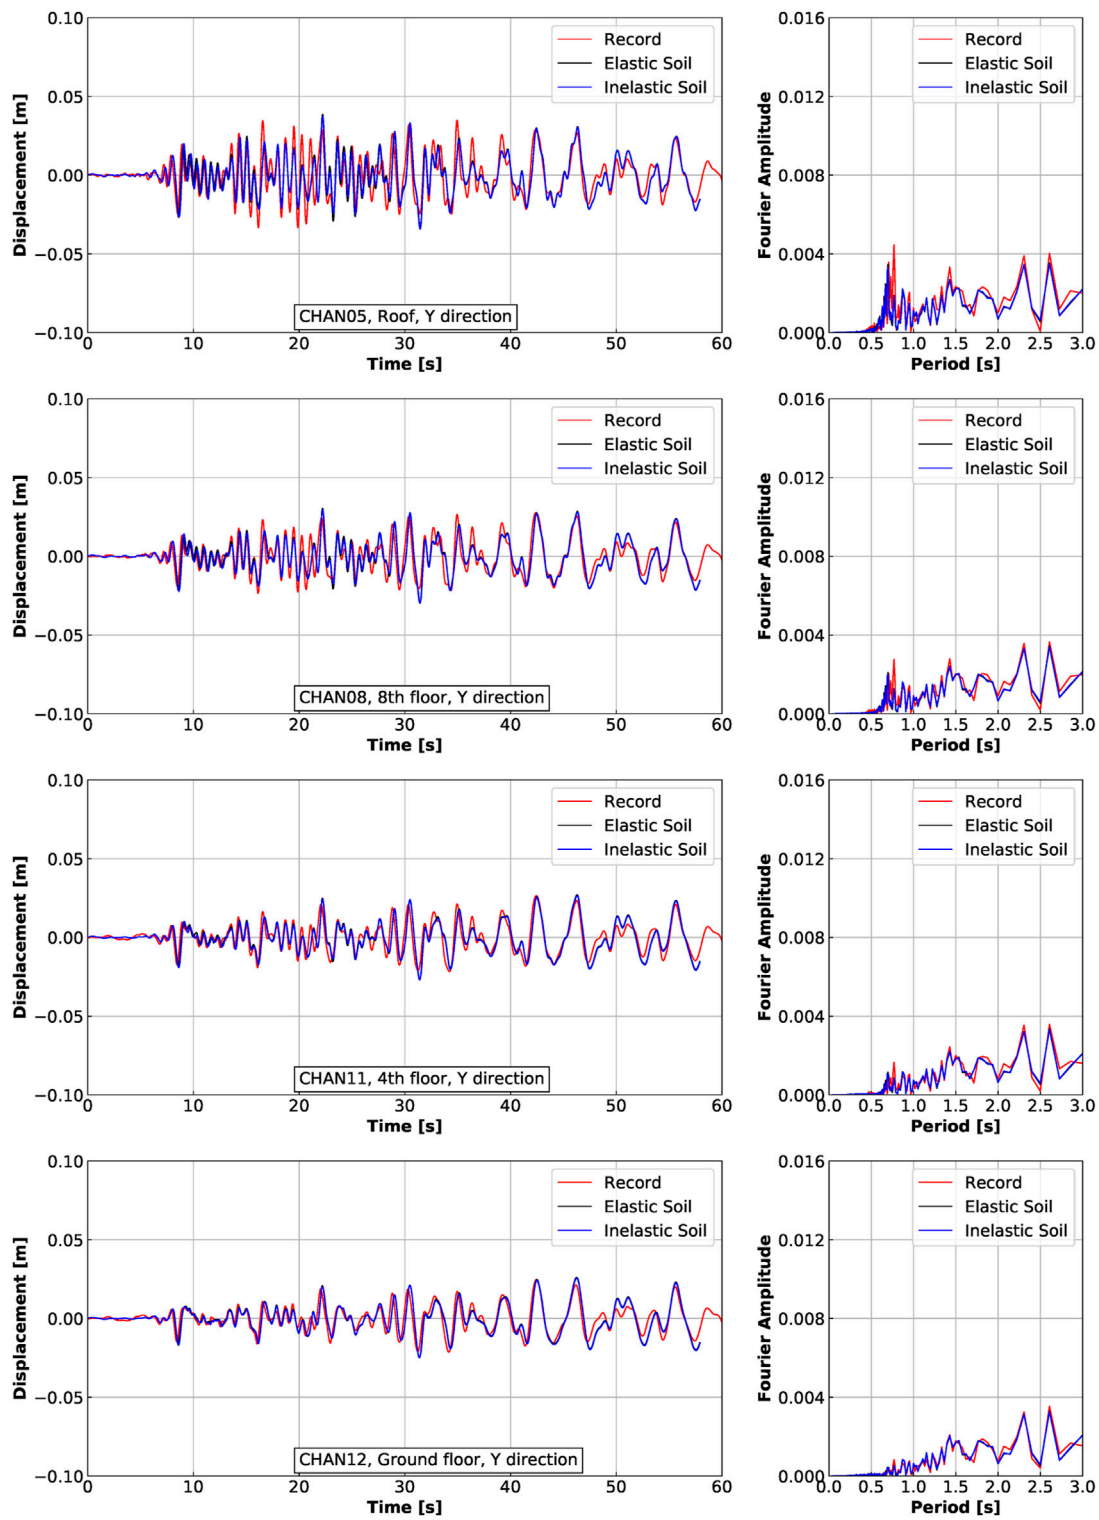 Displacement [m]
0.10
0.05
0.00
−0.05
−0.10
Record
Elastic Soil
Inelastic Soil
CHAN05, Roof, Y direction
0 10 20 30 40 50 60
Time [s]
Fourier Amplitude
0.016
0.012
0.008
0.004
0.000
Record
Elastic Soil
Inelastic Soil
0.0 0.5 1.0 1.5 2.0 2.5 3.0
Period [s]
Displacement [m]
0.10
0.05
0.00
−0.05
−0.10
Record
Elastic Soil
Inelastic Soil
CHAN08, 8th floor, Y direction
0 10 20 30 40 50 60
Time [s]
Fourier Amplitude
0.016
0.012
0.008
0.004
0.000
Record
Elastic Soil
Inelastic Soil
0.0 0.5 1.0 1.5 2.0 2.5 3.0
Period [s]
Displacement [m]
0.10
0.05
0.00
−0.05
−0.10
Record
Elastic Soil
Inelastic Soil
CHAN11, 4th floor, Y direction
0 10 20 30 40 50 60
Time [s]
Fourier Amplitude
0.016
0.012
0.008
0.004
0.000
Record
Elastic Soil
Inelastic Soil
0.0 0.5 1.0 1.5 2.0 2.5 3.0
Period [s]
Displacement [m]
0.10
0.05
0.00
−0.05
−0.10
Record
Elastic Soil
Inelastic Soil
CHAN12, Ground floor, Y direction
0 10 20 30 40 50 60
Time [s]
Fourier Amplitude
0.016
0.012
0.008
0.004
0.000
Record
Elastic Soil
Inelastic Soil
0.0 0.5 1.0 1.5 2.0 2.5 3.0
Period [s]